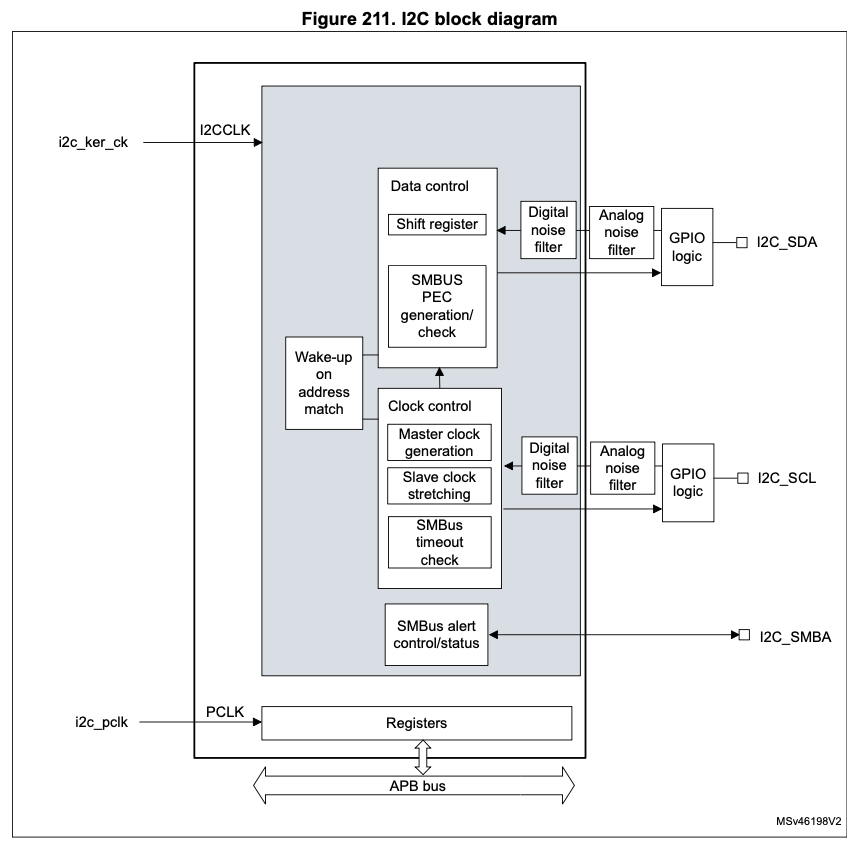 Figure 211. I2C block diagram
I2CCLK
i2c_ker_ck
Data control
Shift register
SMBUS
PEC
generation/
check
Digital
noise
filter
Analog
noise
filter
GPIO
logic
I2C_SDA
Wake-up
on
address
match
Clock control
Master clock
generation
Slave clock
stretching
SMBus
timeout
check
Digital
noise
filter
Analog
noise
filter
GPIO
logic
I2C_SCL
SMBus alert
control/status
I2C_SMBA
PCLK
i2c_pclk
Registers
APB bus
MSv46198V2